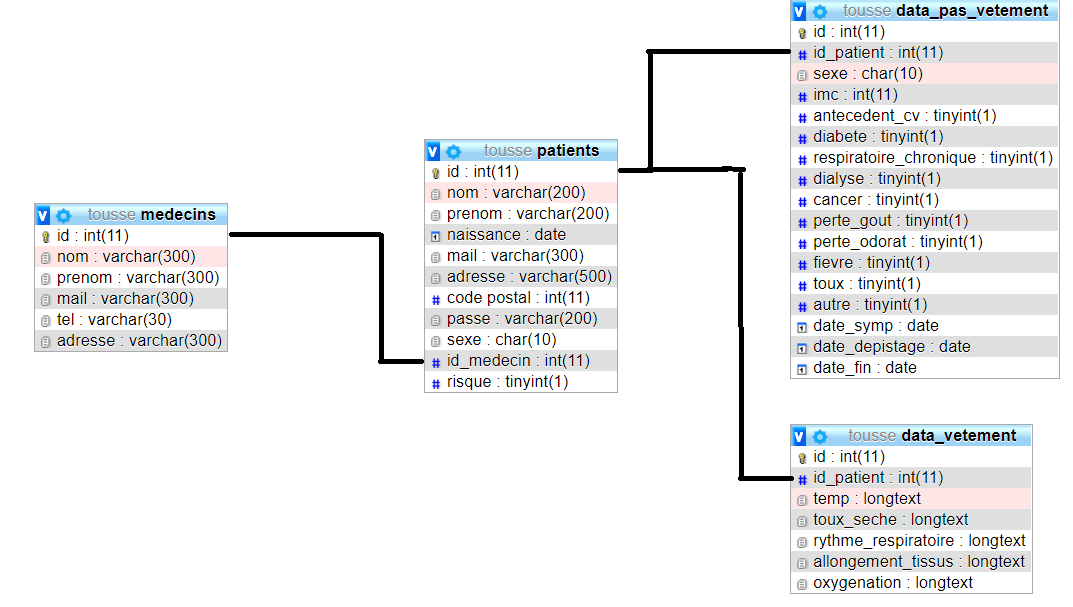 tousse medecins
id : int(11)
nom : varchar(300)
prenom : varchar(300)
mail : varchar(300)
tel : varchar(30)
adresse : varchar(300)
tousse patients
id : int(11)
nom : varchar(200)
prenom : varchar(200)
naissance : date
mail : varchar(300)
adresse : varchar(500)
code postal : int(11)
passe : varchar(200)
sexe : char(10)
id_medecin : int(11)
risque : tinyint(1)
tousse data_pas_vetement
id : int(11)
id_patient : int(11)
sexe : char(10)
imc : int(11)
antecedent_cv : tinyint(1)
diabete : tinyint(1)
respiratoire_chronique : tinyint(1)
dialyse : tinyint(1)
cancer : tinyint(1)
perte_gout : tinyint(1)
perte_odorat : tinyint(1)
fievre : tinyint(1)
toux : tinyint(1)
autre : tinyint(1)
date_symp : date
date_depistage : date
date_fin : date
tousse data_vetement
id : int(11)
id_patient : int(11)
temp : longtext
toux_seche : longtext
rythme_respiratoire : longtext
allongement_tissus : longtext
oxygenation : longtext